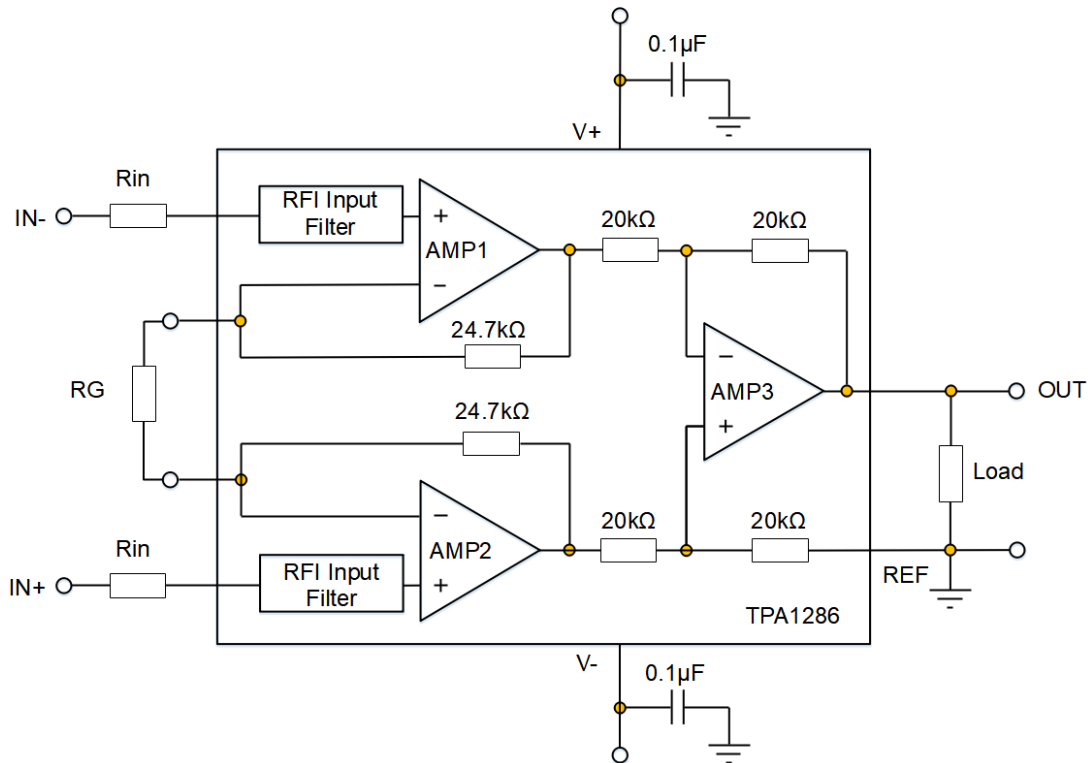 0.1µF
V+
Rin
IN-
RFI Input
Filter
+
AMP1
−
20kΩ
20kΩ
24.7kΩ
RG
−
AMP3
+
OUT
24.7kΩ
Load
−
AMP2
+
20kΩ
20kΩ
Rin
IN+
RFI Input
Filter
REF
TPA1286
V-
0.1µF